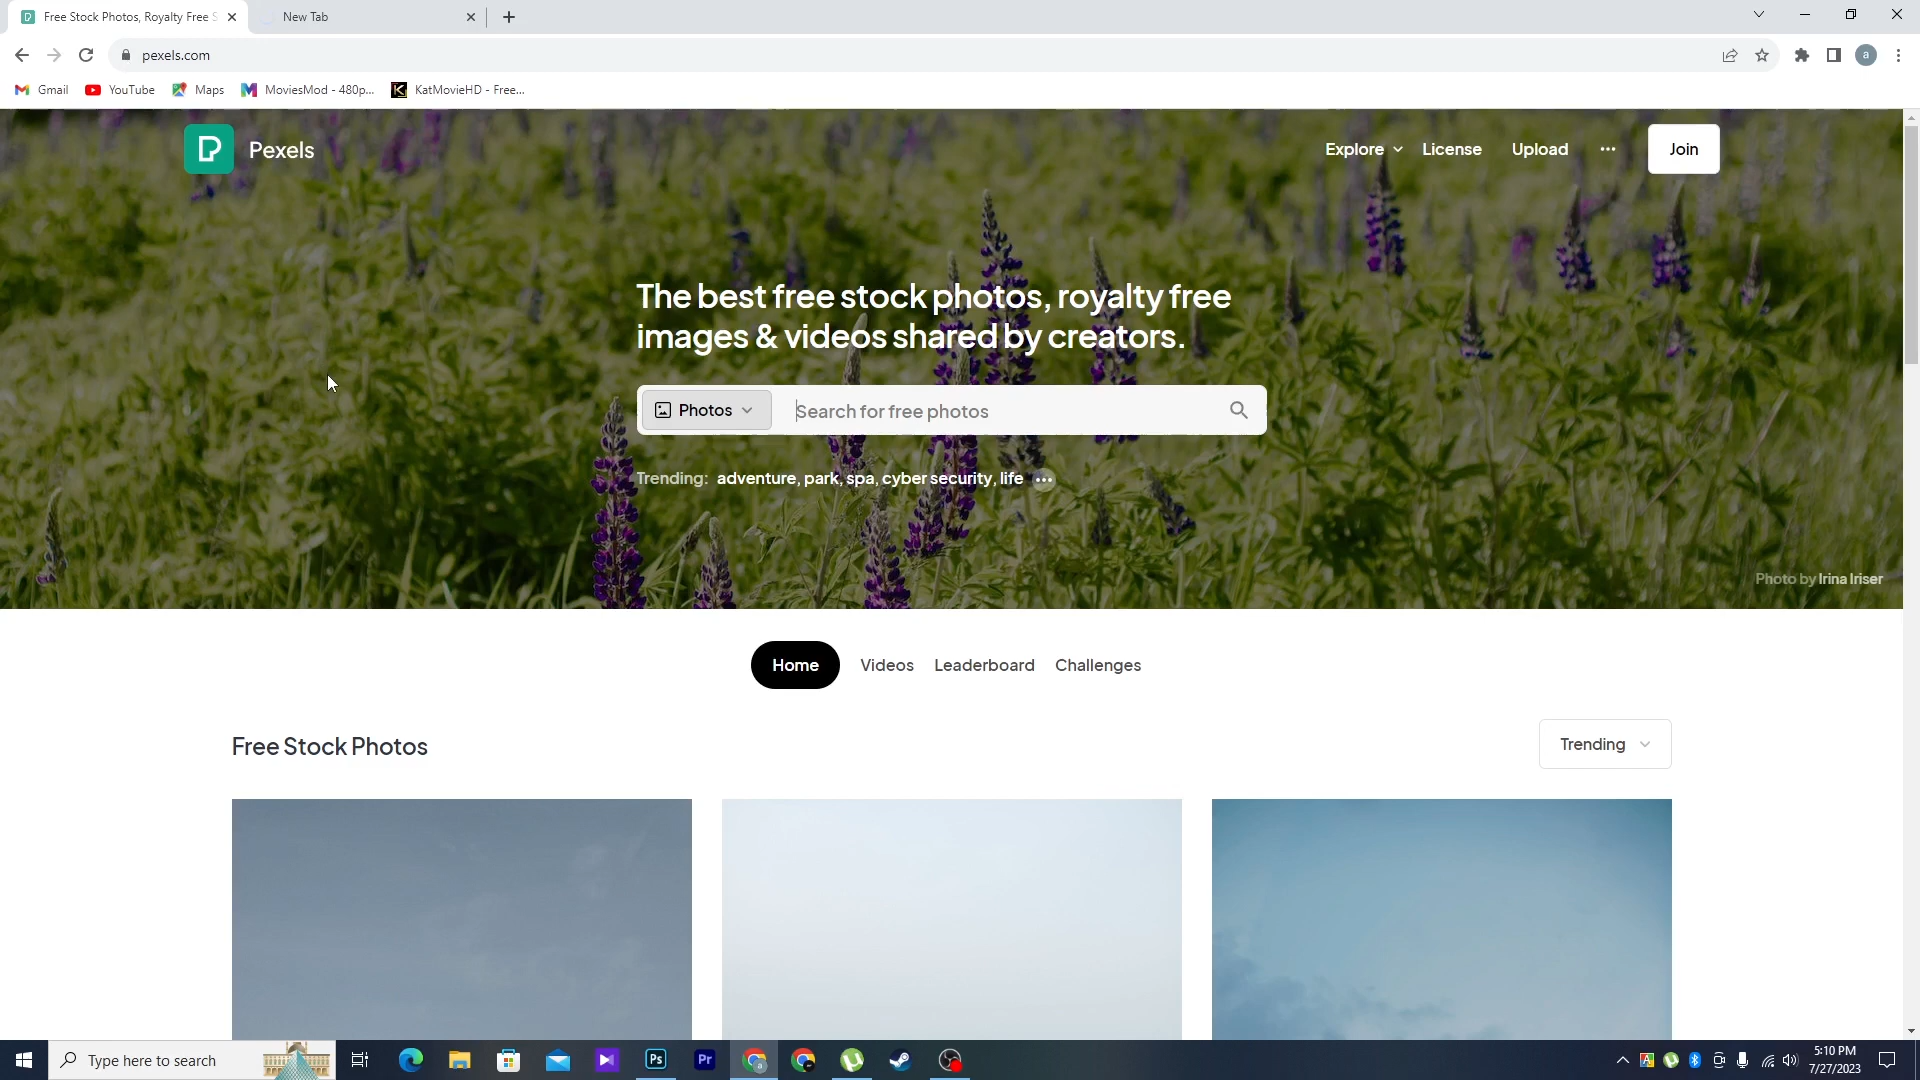 Free Stock Photos, Royalty Free S
New Tab
pexels.com
a
Gmail
YouTube
Maps
MoviesMod - 480p...
KatMovieHD - Free...
Pexels
Explore
License
Upload
Join
The best free stock photos, royalty free
images & videos shared by creators.
Photos
Search for free photos
Trending: adventure, park, spa, cyber security, life
Photo by Irina Iriser
Home
Videos
Leaderboard
Challenges
Free Stock Photos
Trending
Type here to search
Ps
Pr
a
A
5:10 PM
7/27/2023